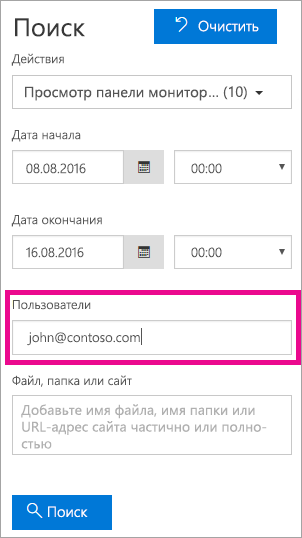 Поиск
Очистить
Действия
Просмотр панели монитор... (10)
Дата начала
08.08.2016
00:00
Дата окончания
16.08.2016
00:00
Пользователи
john@contoso.com
Файл, папка или сайт
Добавьте имя файла, имя папки или
URL-адрес сайта частично или полно-
стью
Поиск